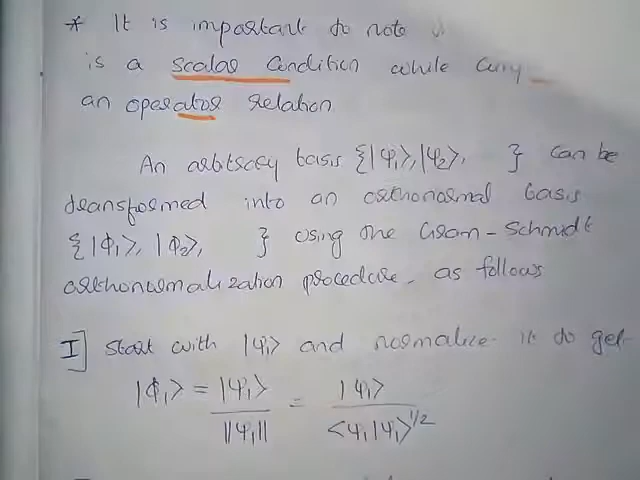 * It is important to note
is a scalar condition while
an operator relation
An arbitrary basis {|ψ₁⟩,|ψ₂⟩, } can be
transformed into an orthonormal basis
{|Φ₁⟩, |Φ₂⟩, } using the Gram-Schmidt
orthonormalization procedure, as follows
I] Start with |ψ₁⟩ and normalize it to get
|Φ₁⟩ = |ψ₁⟩ / ||ψ₁|| = |ψ₁⟩ / <ψ₁|ψ₁>^1/2